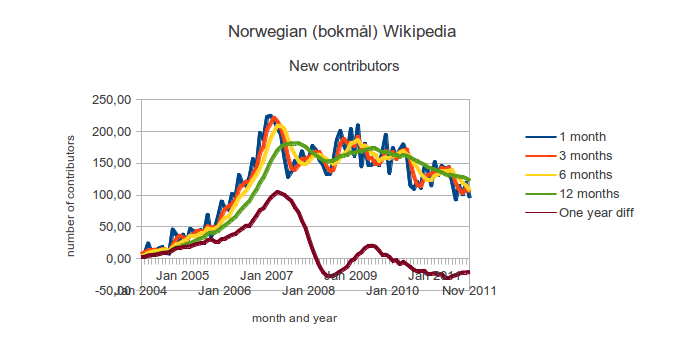 Norwegian (bokmål) Wikipedia
New contributors
number of contributors
250,00
200,00
150,00
100,00
50,00
0,00
-50,00
Jan 2004
Jan 2005
Jan 2006
Jan 2007
Jan 2008
Jan 2009
Jan 2010
Jan 2011
Nov 2011
month and year
1 month
3 months
6 months
12 months
One year diff